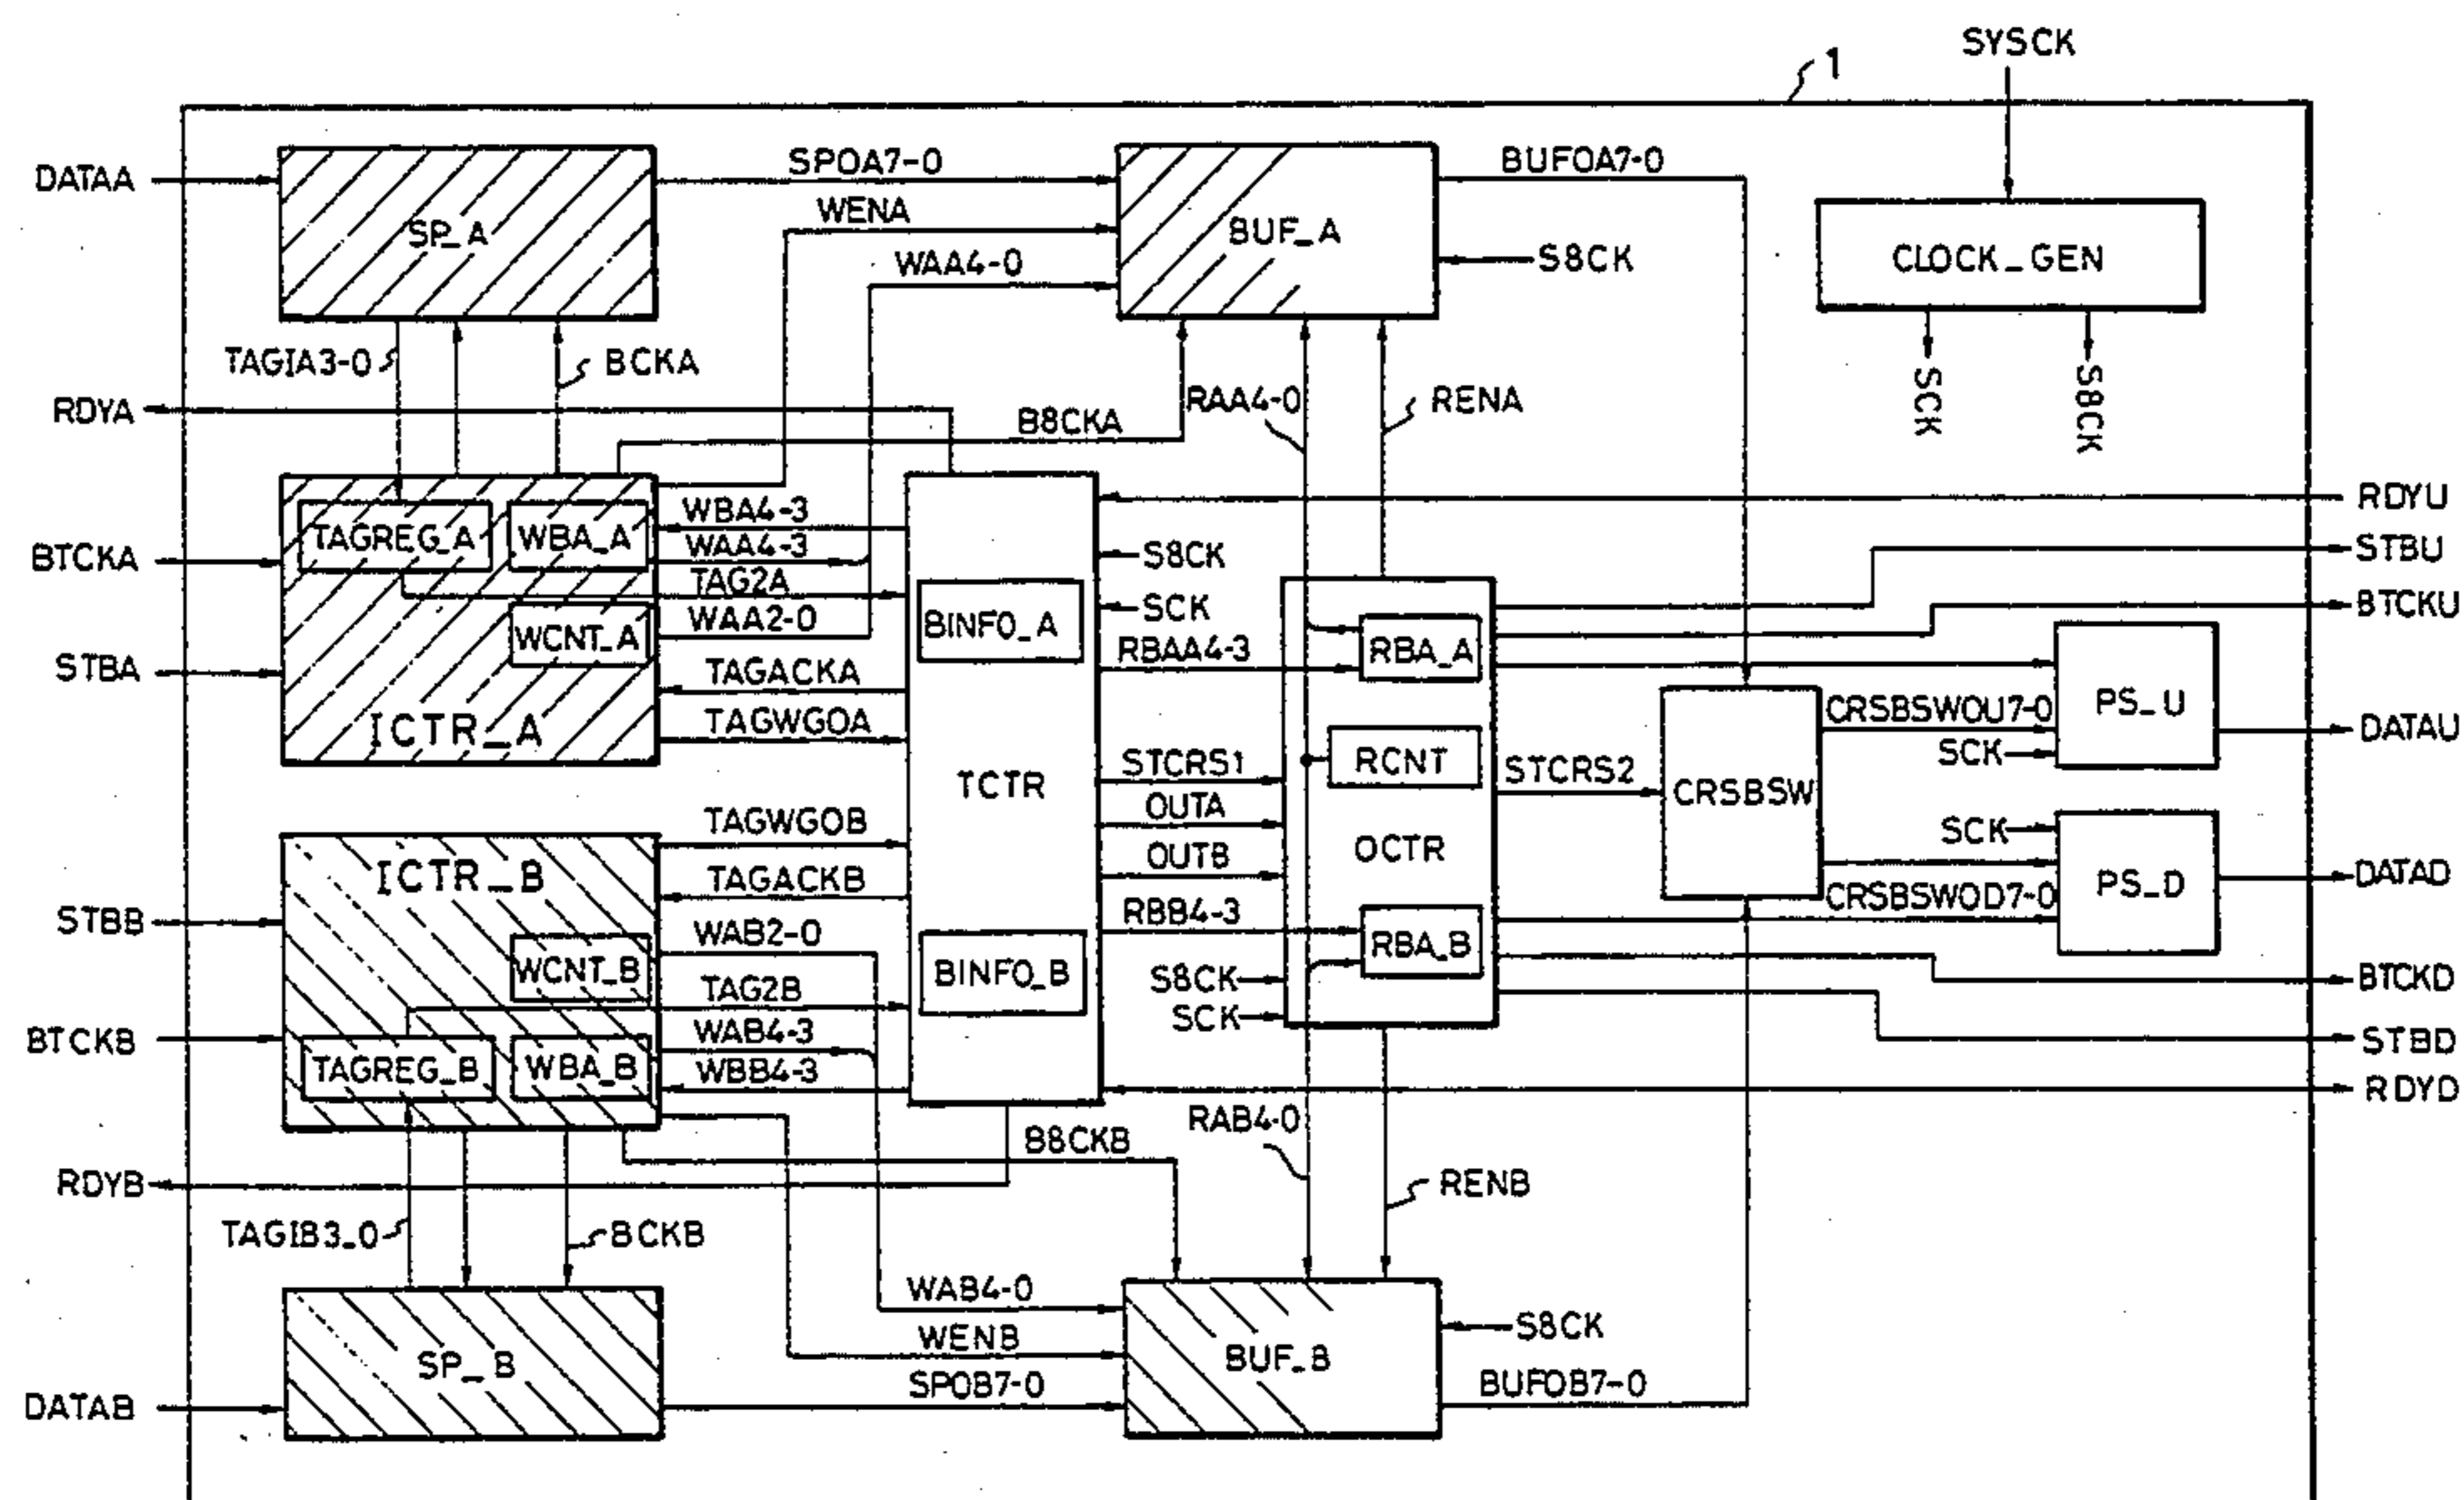 SYSCK
1
DATAA
SP_A
SPOA7-0
WENA
WAA4-0
BUF_A
BUFOA7-0
S8CK
CLOCK_GEN
SCK
S8CK
TAGIA3-0
BCKA
RDYA
B8CKA
RAA4-0
RENA
RDYU
TAGREG_A
WBA_A
WBA4-3
WAA4-3
TAG2A
BTCKA
S8CK
SCK
STBU
BTCKU
WCNT_A
WAA2-0
BINFO_A
RBA_A
RBAA4-3
STBA
TAGACKA
ICTR_A
TAGWGOA
TCTR
STCRS1
RCNT
STCRS2
CRSBSW
CRSBSWOU7-0
SCK
PS_U
DATAU
OUTA
OUTB
OCTR
TAGWGOB
ICTR_B
TAGACKB
SCK
PS_D
DATAD
CRSBSWOD7-0
STBB
WAB2-0
WCNT_B
RBB4-3
RBA_B
BINFO_B
TAG2B
S8CK
SCK
BTCKD
BTCKB
WAB4-3
TAGREG_B
WBA_B
WBB4-3
STBD
RDYD
RAB4-0
B8CKB
RDYB
RENB
TAGIB3_0
BCKB
WAB4-0
WENB
SPOB7-0
SP_B
BUF_B
S8CK
BUFOB7-0
DATAB